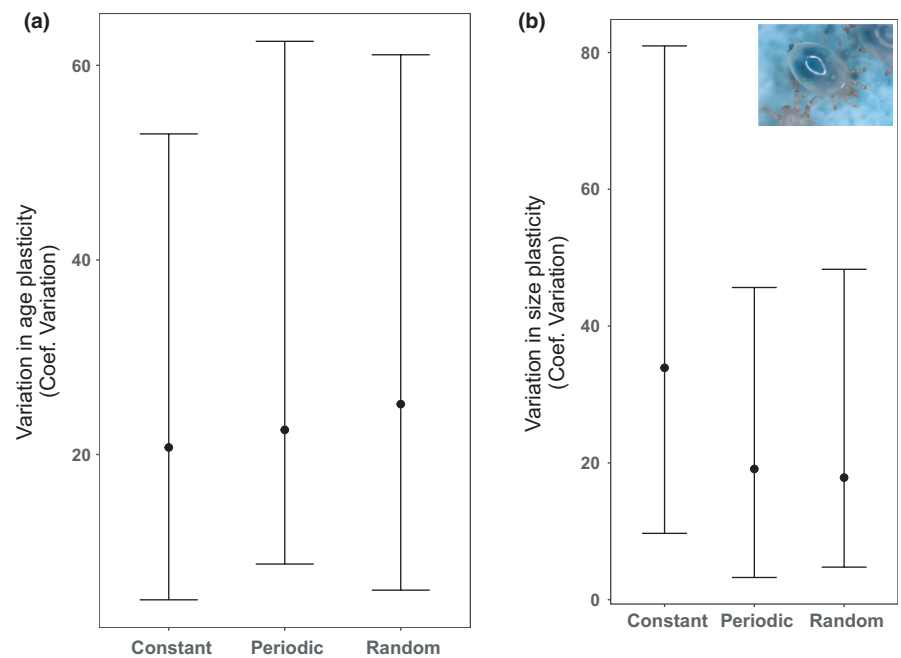 (a)
Variation in age plasticity
(Coef. Variation)
60
40
20
Constant Periodic Random
(b)
Variation in size plasticity
(Coef. Variation)
80
60
40
20
0
Constant Periodic Random